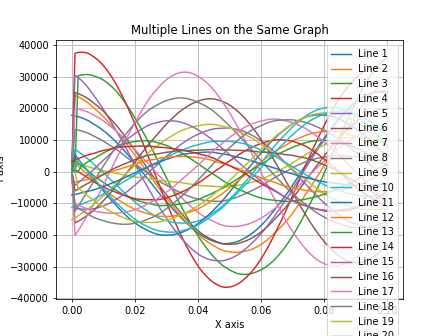 Multiple Lines on the Same Graph
40000
30000
20000
10000
0
-10000
-20000
-30000
-40000
0.00
0.02
0.04
0.06
X axis
Line 1
Line 2
Line 3
Line 4
Line 5
Line 6
Line 7
Line 8
Line 9
Line 10
Line 11
Line 12
Line 13
Line 14
Line 15
Line 16
Line 17
Line 18
Line 19
Line 20